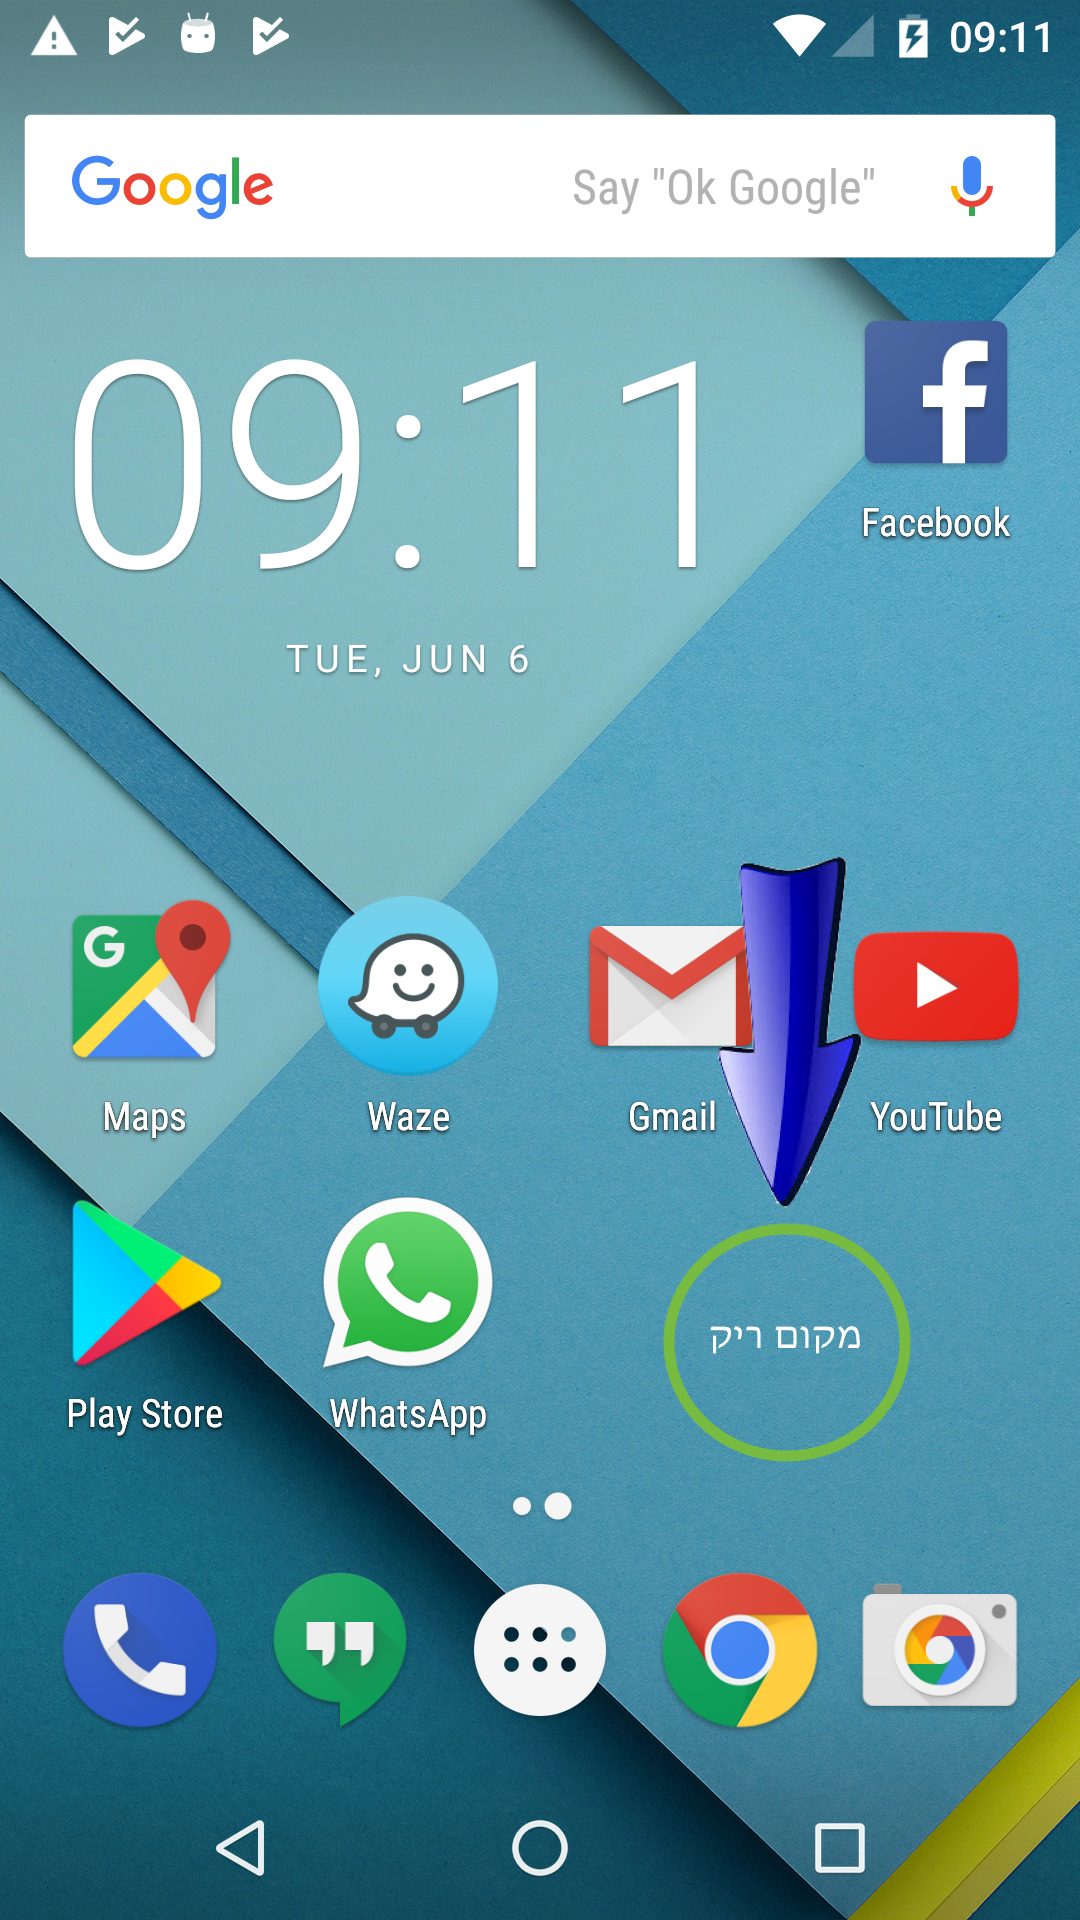 09:11
Google Say "Ok Google"
09:11
Facebook
TUE, JUN 6
Maps Waze Gmail YouTube
מקום ריק
Play Store WhatsApp